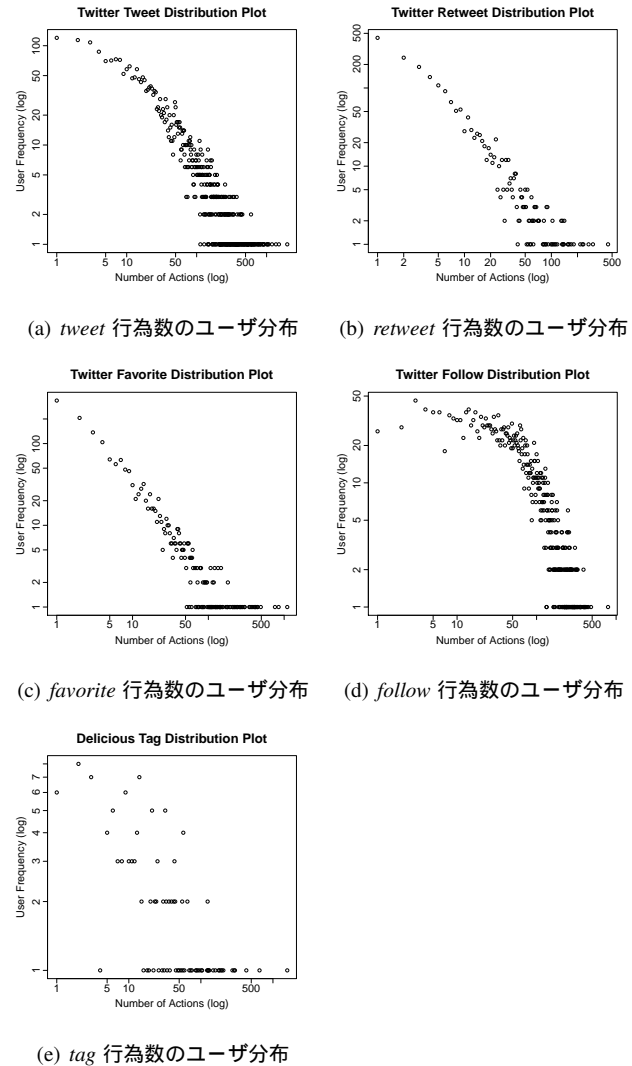 Twitter Tweet Distribution Plot
User Frequency (log)
100
50
20
10
5
2
1
1 5 10 50 500
Number of Actions (log)
(a) tweet 行為数のユーザ分布
Twitter Retweet Distribution Plot
User Frequency (log)
500
200
50
20
10
5
2
1
1 2 5 10 20 50 100 500
Number of Actions (log)
(b) retweet 行為数のユーザ分布
Twitter Favorite Distribution Plot
User Frequency (log)
100
50
20
10
5
2
1
1 5 10 50 500
Number of Actions (log)
(c) favorite 行為数のユーザ分布
Twitter Follow Distribution Plot
User Frequency (log)
50
20
10
5
2
1
1 5 10 50 500
Number of Actions (log)
(d) follow 行為数のユーザ分布
Delicious Tag Distribution Plot
User Frequency (log)
7
6
5
4
3
2
1
1 5 10 50 500
Number of Actions (log)
(e) tag 行為数のユーザ分布